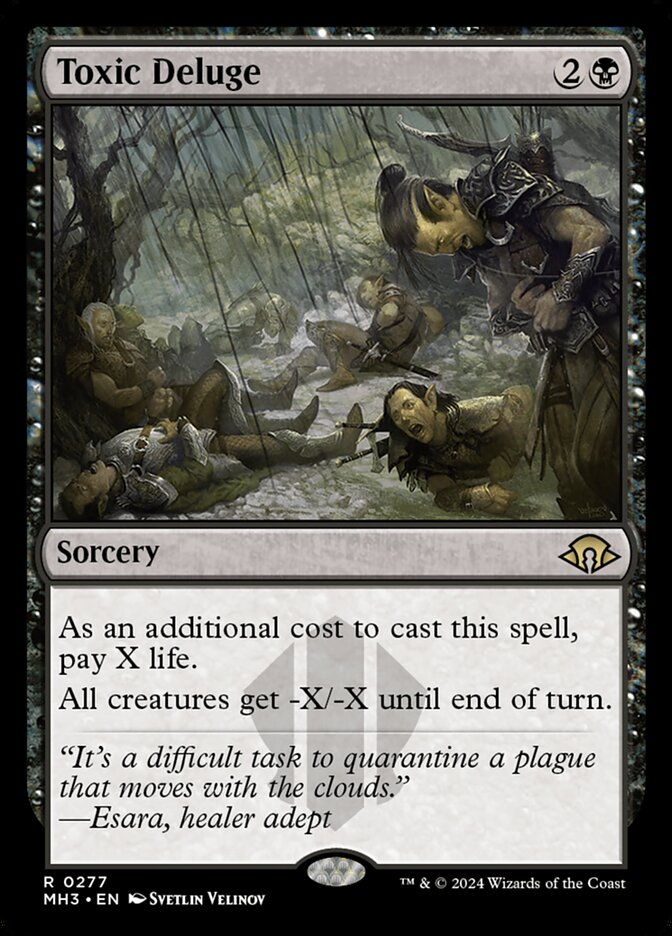 Toxic Deluge 2
Sorcery
As an additional cost to cast this spell,
pay X life.
All creatures get -X/-X until end of turn.
“It’s a difficult task to quarantine a plague
that moves with the clouds.”
—Esara, healer adept
R 0277
MH3 • EN Svetlin Velinov
™ & © 2024 Wizards of the Coast